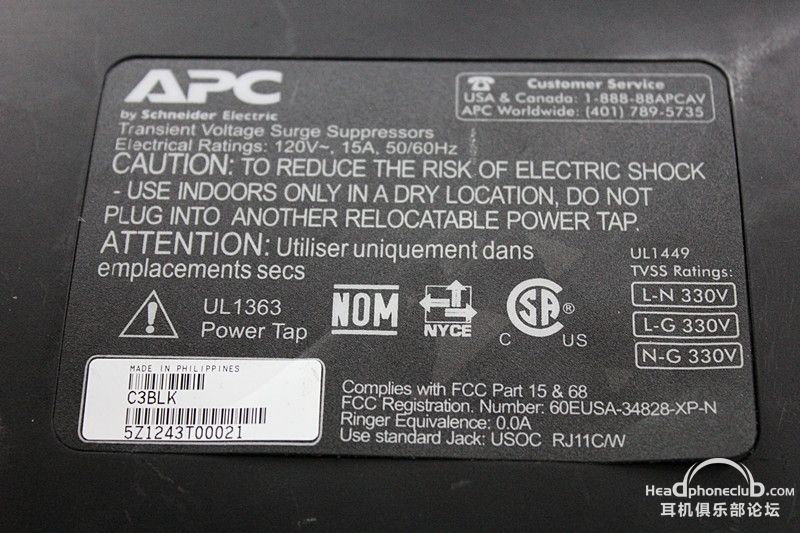 APC
by Schneider Electric
Customer Service
USA & Canada: 1-888-88APCAV
APC Worldwide: (401) 789-5735
Transient Voltage Surge Suppressors
Electrical Ratings: 120V~, 15A, 50/60Hz
CAUTION: TO REDUCE THE RISK OF ELECTRIC SHOCK
- USE INDOORS ONLY IN A DRY LOCATION, DO NOT
PLUG INTO ANOTHER RELOCATABLE POWER TAP.
ATTENTION: Utiliser uniquement dans
emplacements secs
UL1449
TVSS Ratings:
L-N 330V
L-G 330V
N-G 330V
UL1363
Power Tap
NOM
NYCE
C SA ® US
MADE IN PHILIPPINES
C3BLK
5Z1243T00021
Complies with FCC Part 15 & 68
FCC Registration. Number: 60EUSA-34828-XP-N
Ringer Equivalence: 0.0A
Use standard Jack: USOC RJ11C/W
Headphoneclub.com
耳机俱乐部论坛